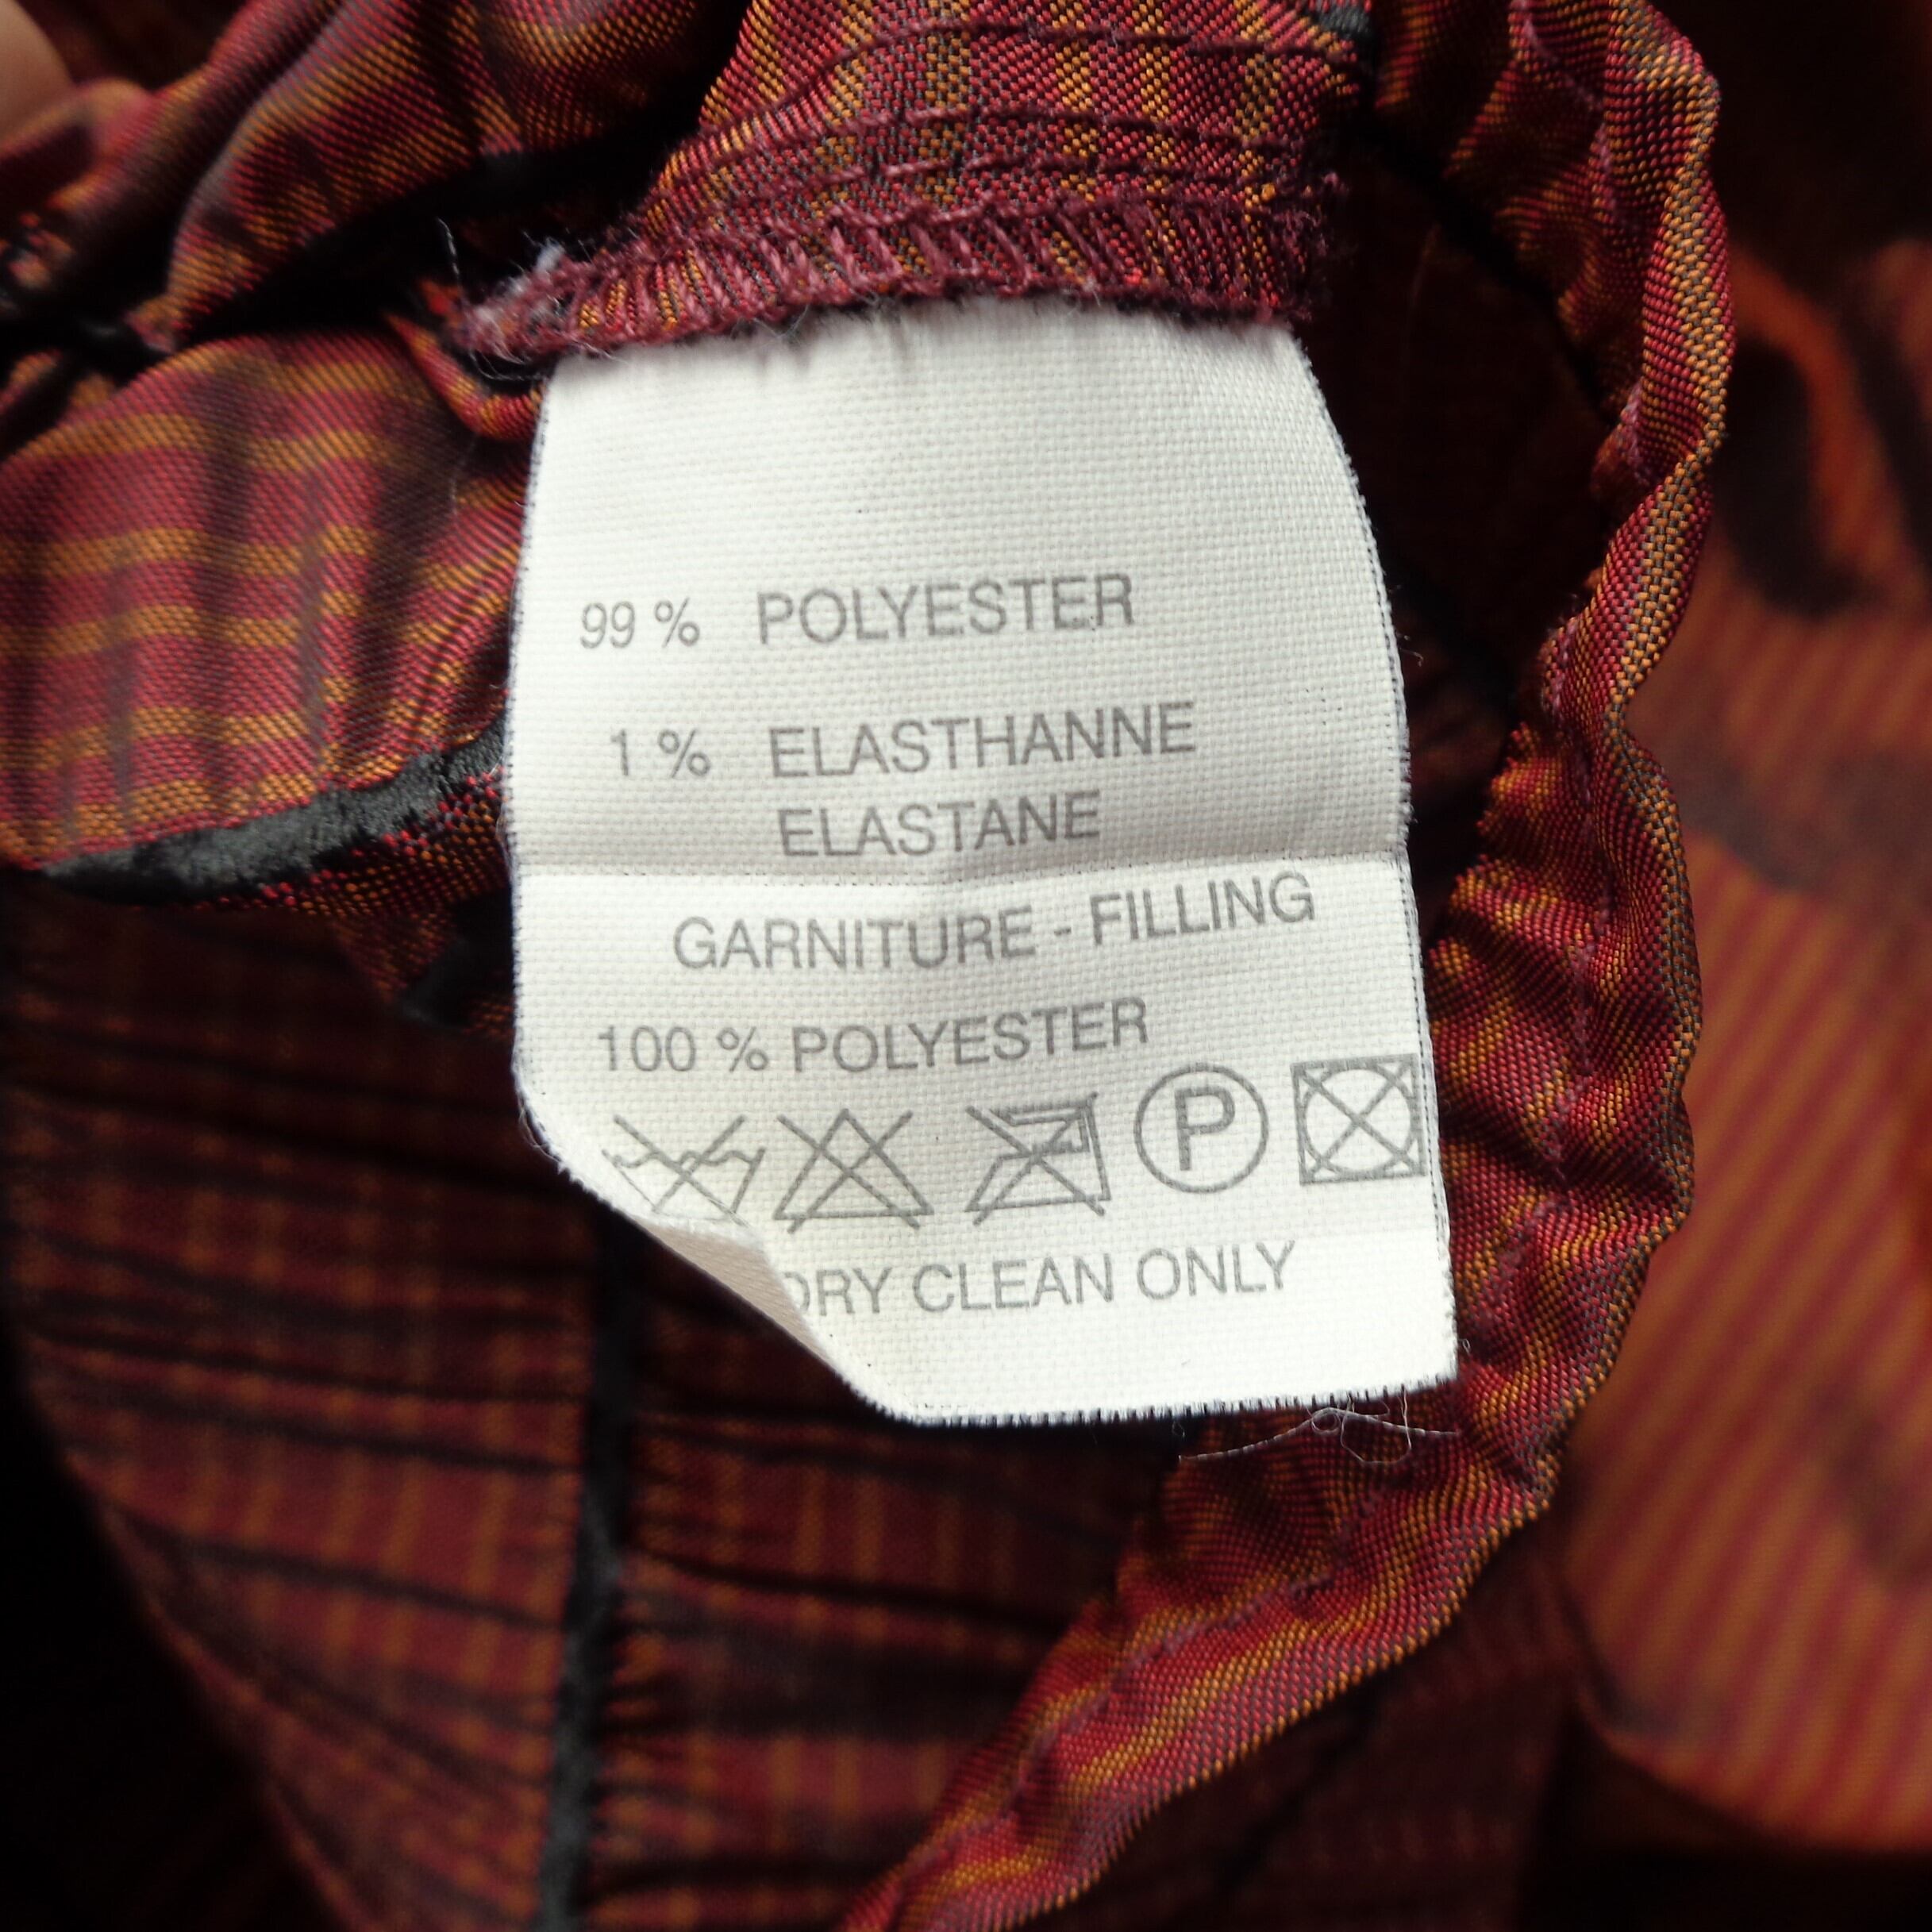 99 % POLYESTER
1 % ELASTHANNE
ELASTANE
GARNITURE - FILLING
100 % POLYESTER
P
DRY CLEAN ONLY